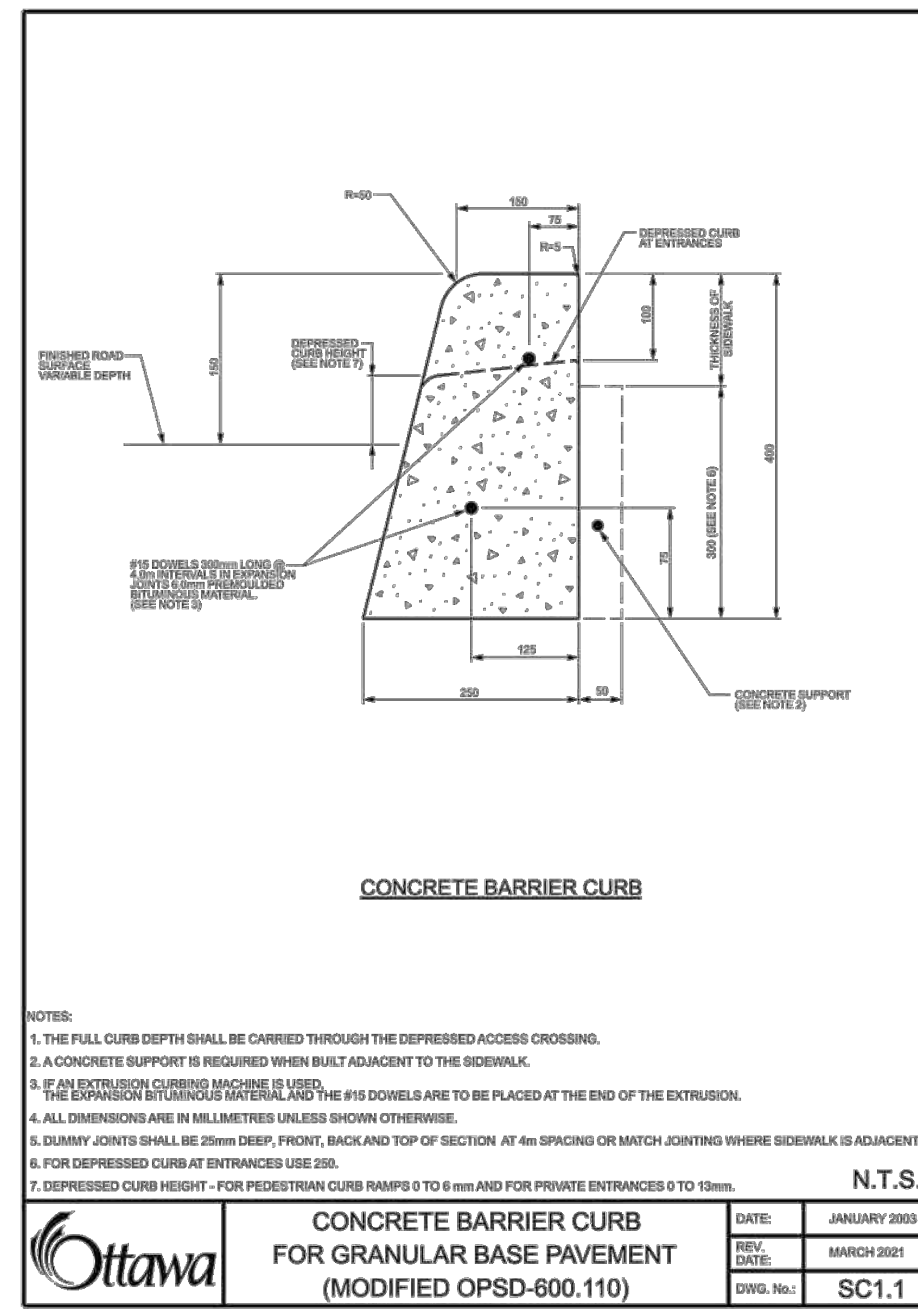 R=50
150
75
R=5
DEPRESSED CURB
AT ENTRANCES
FINISHED ROAD
SURFACE
VARIABLE DEPTH
150
DEPRESSED
CURB HEIGHT
(SEE NOTE 7)
100
THICKNESS OF
SIDEWALK
400
300 (SEE NOTE 6)
75
#15 DOWELS 300mm LONG @
4.0m INTERVALS IN EXPANSION
JOINTS 6.0mm PREMOULDED
BITUMINOUS MATERIAL.
(SEE NOTE 3)
125
250
50
CONCRETE SUPPORT
(SEE NOTE 2)
CONCRETE BARRIER CURB
NOTES:
1. THE FULL CURB DEPTH SHALL BE CARRIED THROUGH THE DEPRESSED ACCESS CROSSING.
2. A CONCRETE SUPPORT IS REQUIRED WHEN BUILT ADJACENT TO THE SIDEWALK.
3. IF AN EXTRUSION CURBING MACHINE IS USED,
THE EXPANSION BITUMINOUS MATERIAL AND THE #15 DOWELS ARE TO BE PLACED AT THE END OF THE EXTRUSION.
4. ALL DIMENSIONS ARE IN MILLIMETRES UNLESS SHOWN OTHERWISE.
5. DUMMY JOINTS SHALL BE 25mm DEEP, FRONT, BACK AND TOP OF SECTION AT 4m SPACING OR MATCH JOINTING WHERE SIDEWALK IS ADJACENT
6. FOR DEPRESSED CURB AT ENTRANCES USE 250.
7. DEPRESSED CURB HEIGHT - FOR PEDESTRIAN CURB RAMPS 0 TO 6 mm AND FOR PRIVATE ENTRANCES 0 TO 13mm.
N.T.S.
Ottawa
CONCRETE BARRIER CURB
FOR GRANULAR BASE PAVEMENT
(MODIFIED OPSD-600.110)
DATE: JANUARY 2003
REV.
DATE: MARCH 2021
DWG. No.: SC1.1